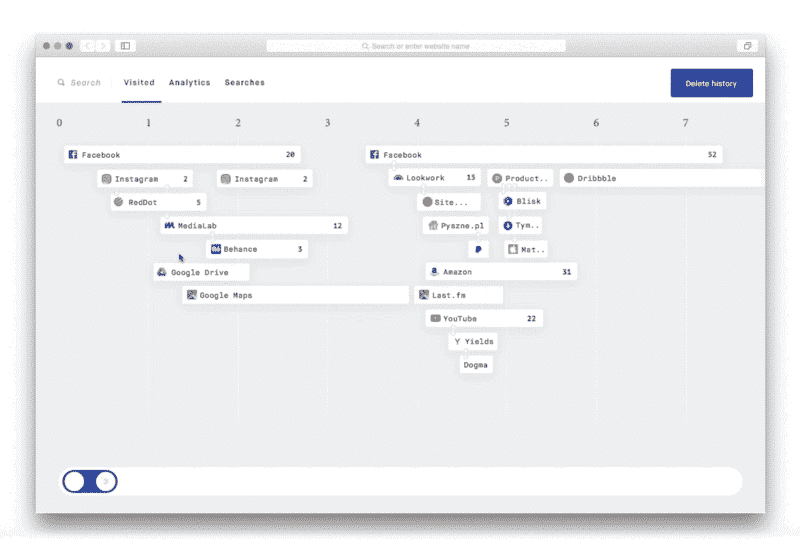 Search or enter website name
Search Visited Analytics Searches Delete history
0 1 2 3 4 5 6 7
Facebook 20 Facebook 52
Instagram 2 Instagram 2 Lookwork 15 Product.. Dribbble
RedDot 5 Site... Blisk
MediaLab 12 Pyszne.pl Tym..
Behance 3 Mat..
Google Drive Amazon 31
Google Maps Last.fm
YouTube 22
Y Yields
Dogma